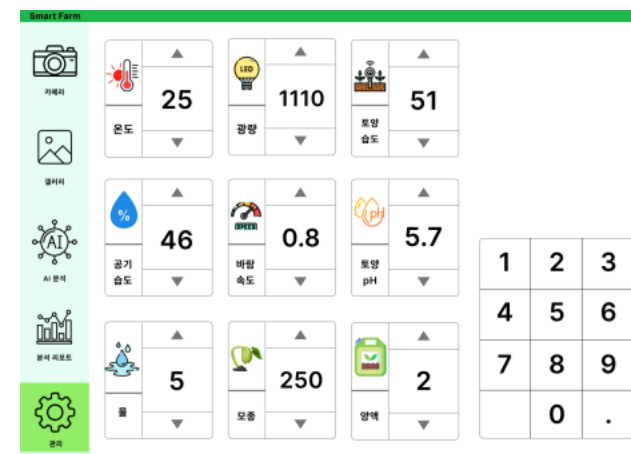 Smart Farm
카메라
갤러리
AI
AI 분석
분석 리포트
관리
25
온도
LED
1110
광량
51
토양
습도
%
46
공기
습도
SPEED
0.8
바람
속도
pH
5.7
토양
pH
5
물
250
모종
2
양액
1 2 3
4 5 6
7 8 9
0 .